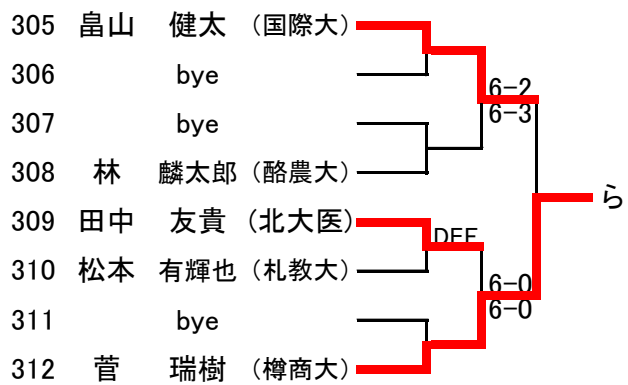 305 畠山 健太 (国際大)
306 bye
6-2
307 bye
6-3
308 林 麟太郎 (酪農大)
ら
309 田中 友貴 (北大医)
DEF
310 松本 有輝也 (札教大)
6-0
6-0
311 bye
312 菅 瑞樹 (樽商大)